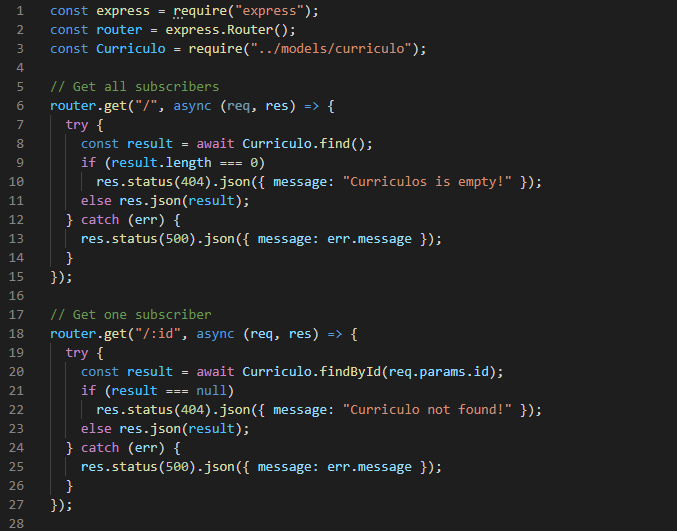 1 const express = require("express");
2 const router = express.Router();
3 const Curriculo = require("../models/curriculo");
4
5 // Get all subscribers
6 router.get("/", async (req, res) => {
7   try {
8     const result = await Curriculo.find();
9     if (result.length === 0)
10       res.status(404).json({ message: "Curriculos is empty!" });
11     else res.json(result);
12   } catch (err) {
13     res.status(500).json({ message: err.message });
14   }
15 });
16
17 // Get one subscriber
18 router.get("/:id", async (req, res) => {
19   try {
20     const result = await Curriculo.findById(req.params.id);
21     if (result === null)
22       res.status(404).json({ message: "Curriculo not found!" });
23     else res.json(result);
24   } catch (err) {
25     res.status(500).json({ message: err.message });
26   }
27 });
28